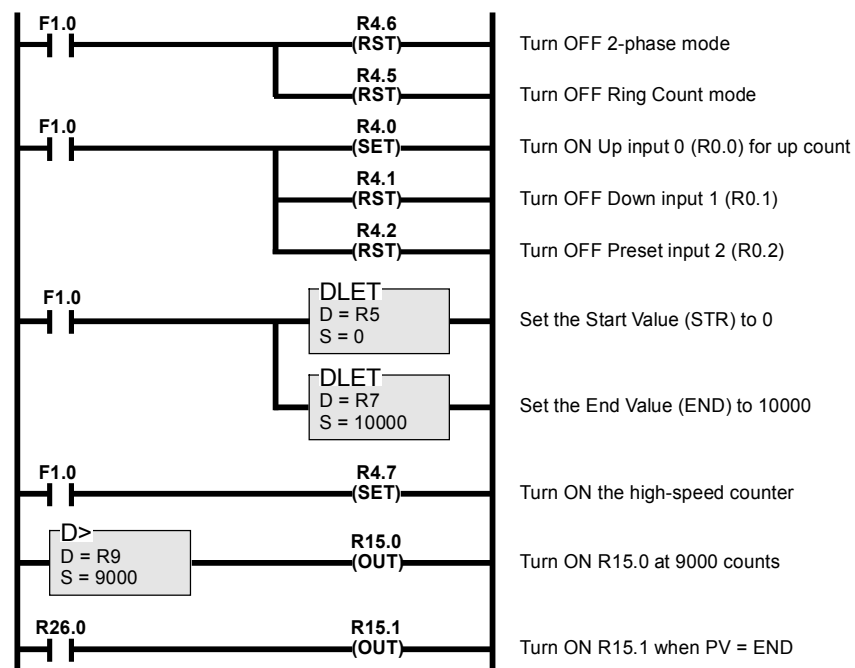 F1.0 R4.6
(RST) Turn OFF 2-phase mode
R4.5
(RST) Turn OFF Ring Count mode
F1.0 R4.0
(SET) Turn ON Up input 0 (R0.0) for up count
R4.1
(RST) Turn OFF Down input 1 (R0.1)
R4.2
(RST) Turn OFF Preset input 2 (R0.2)
F1.0
DLET
D = R5
S = 0
Set the Start Value (STR) to 0
DLET
D = R7
S = 10000
Set the End Value (END) to 10000
F1.0 R4.7
(SET) Turn ON the high-speed counter
D>
D = R9
S = 9000
R15.0
(OUT) Turn ON R15.0 at 9000 counts
R26.0 R15.1
(OUT) Turn ON R15.1 when PV = END